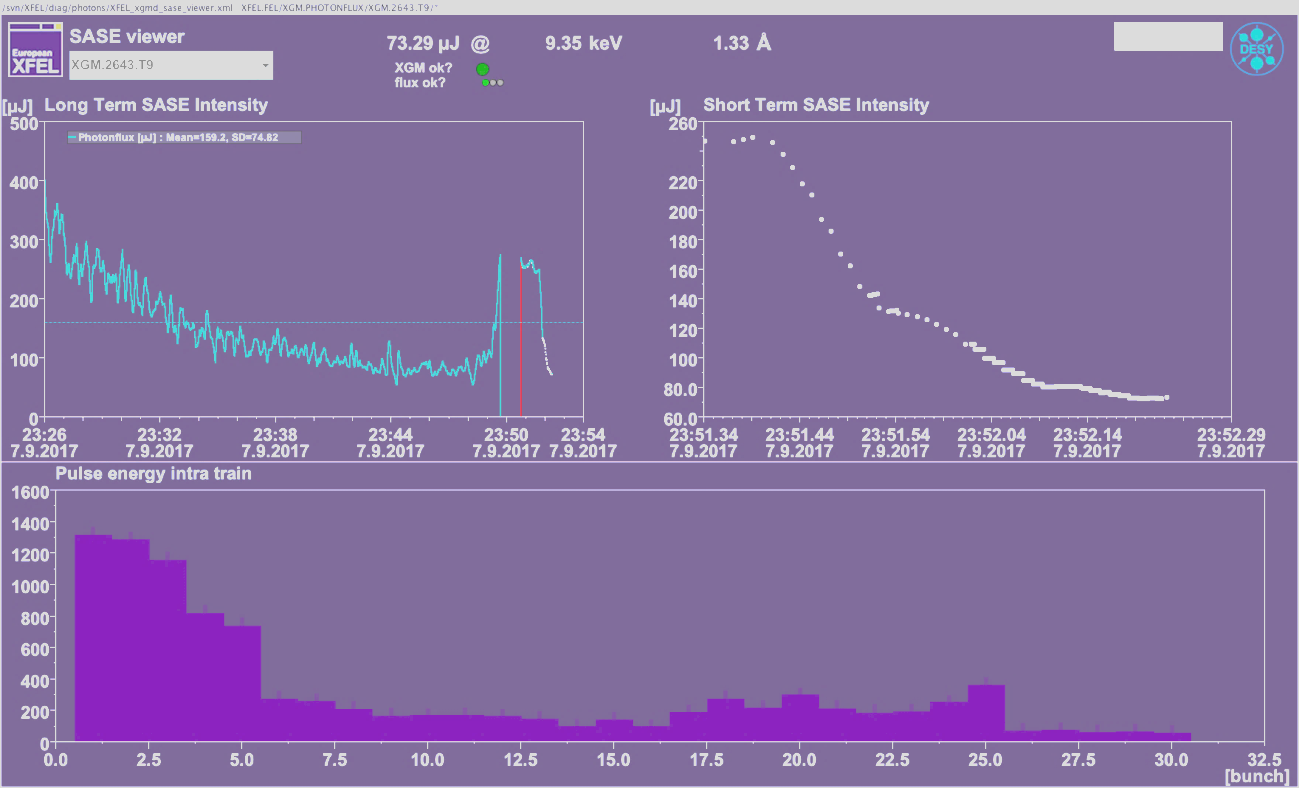 /svn/XFEL/diag/photons/XFEL_xgmd_sase_viewer.xml XFEL.FEL/XGM.PHOTONFLUX/XGM.2643.T9/*
European
XFEL
SASE viewer
XGM.2643.T9
73.29 µJ @ 9.35 keV 1.33 Å
XGM ok?
flux ok?
DESY
[µJ] Long Term SASE Intensity
500
400
300
200
100
0
Photonflux [µJ] : Mean=159.2, SD=74.82
23:26 23:32 23:38 23:44 23:50 23:54
7.9.2017 7.9.2017 7.9.2017 7.9.2017 7.9.2017 7.9.2017
[µJ] Short Term SASE Intensity
260
220
200
180
160
140
120
100
80.0
60.0
23:51.34 23:51.44 23:51.54 23:52.04 23:52.14 23:52.29
7.9.2017 7.9.2017 7.9.2017 7.9.2017 7.9.2017 7.9.2017
Pulse energy intra train
1600
1400
1200
1000
800
600
400
200
0
0.0 2.5 5.0 7.5 10.0 12.5 15.0 17.5 20.0 22.5 25.0 27.5 30.0 32.5
[bunch]